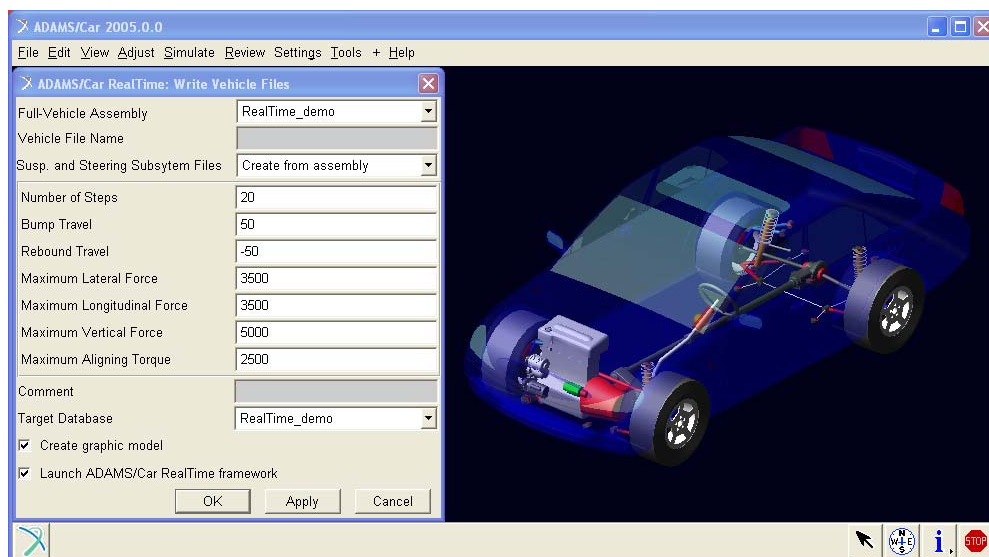 ADAMS/Car 2005.0.0
File Edit View Adjust Simulate Review Settings Tools + Help
ADAMS/Car RealTime: Write Vehicle Files
Full-Vehicle Assembly RealTime_demo
Vehicle File Name
Susp. and Steering Subsytem Files Create from assembly
Number of Steps 20
Bump Travel 50
Rebound Travel -50
Maximum Lateral Force 3500
Maximum Longitudinal Force 3500
Maximum Vertical Force 5000
Maximum Aligning Torque 2500
Comment
Target Database RealTime_demo
Create graphic model
Launch ADAMS/Car RealTime framework
OK Apply Cancel
N
W E
S
i
STOP